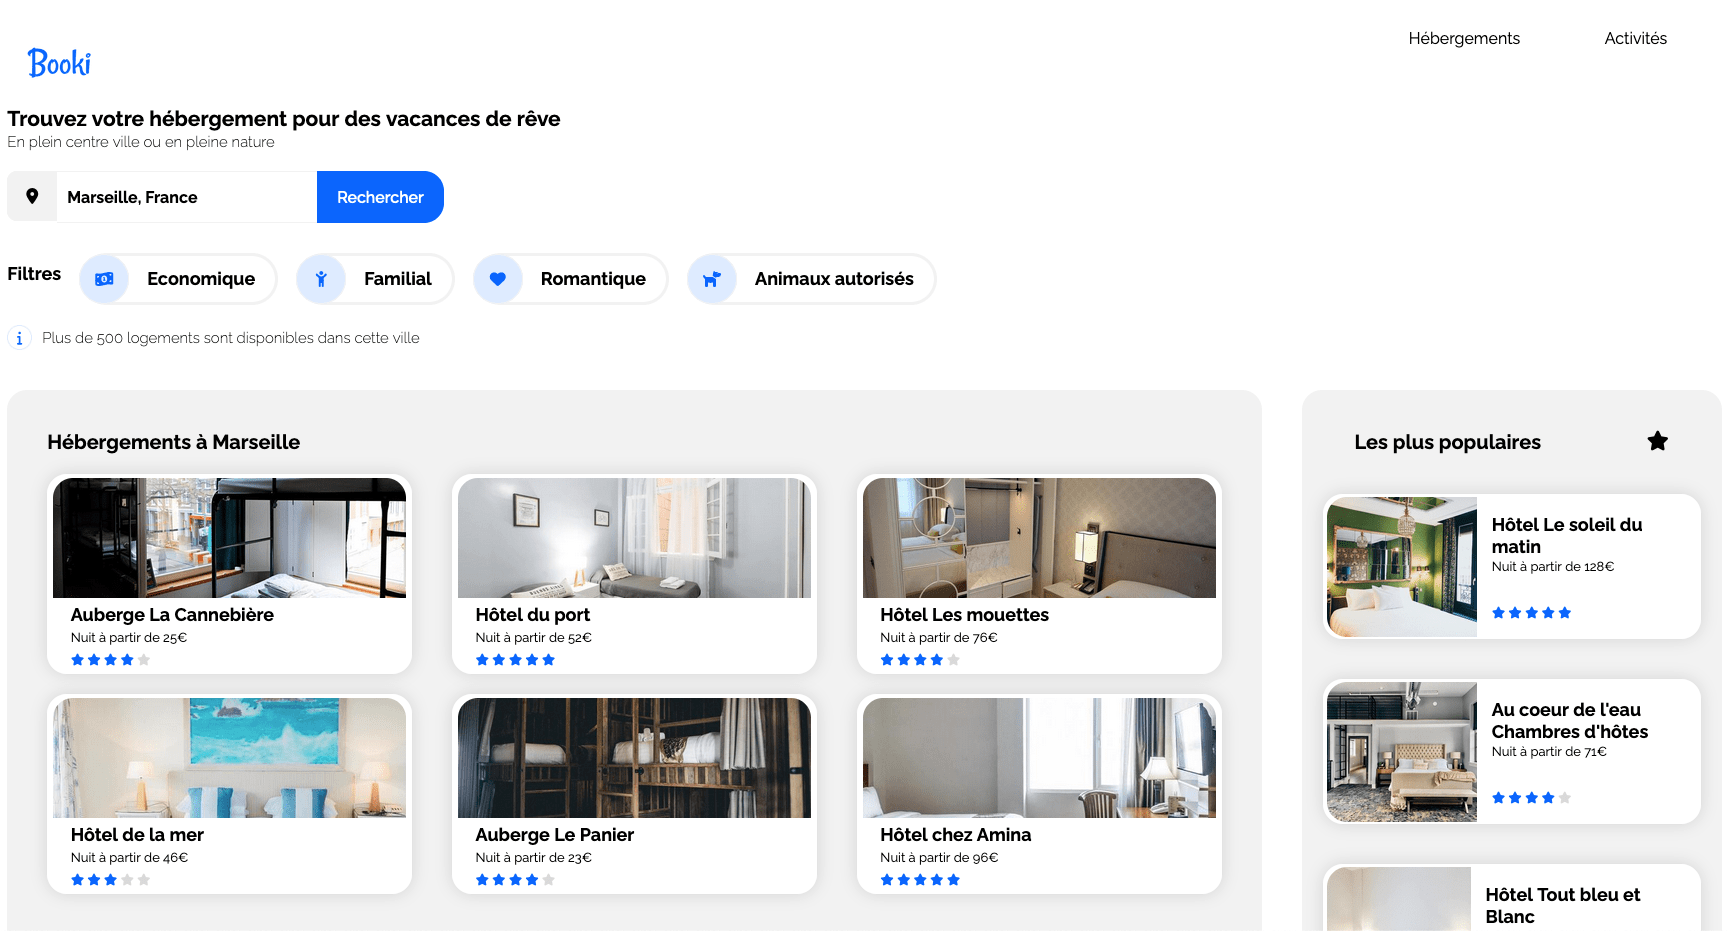 Booki
Hébergements
Activités
Trouvez votre hébergement pour des vacances de rêve
En plein centre ville ou en pleine nature
Marseille, France
Rechercher
Filtres
Economique
Familial
Romantique
Animaux autorisés
Plus de 500 logements sont disponibles dans cette ville
Hébergements à Marseille
Auberge La Cannebière
Nuit à partir de 25€
Hôtel du port
Nuit à partir de 52€
Hôtel Les mouettes
Nuit à partir de 76€
Hôtel de la mer
Nuit à partir de 46€
Auberge Le Panier
Nuit à partir de 23€
Hôtel chez Amina
Nuit à partir de 96€
Les plus populaires
Hôtel Le soleil du
matin
Nuit à partir de 128€
Au coeur de l'eau
Chambres d'hôtes
Nuit à partir de 71€
Hôtel Tout bleu et
Blanc